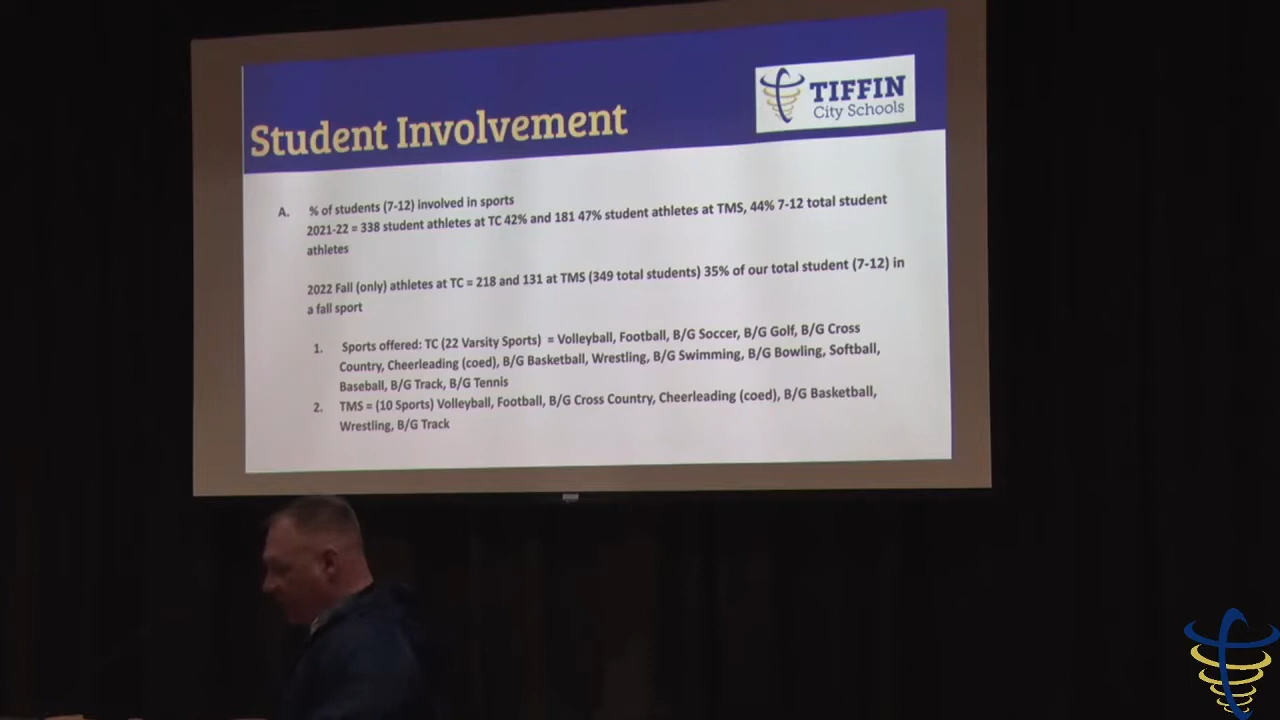 Student Involvement
TIFFIN
City Schools
A. % of students (7-12) involved in sports
2021-22 = 338 student athletes at TC 42% and 181 47% student athletes at TMS, 44% 7-12 total student
athletes
2022 Fall (only) athletes at TC = 218 and 131 at TMS (349 total students) 35% of our total student (7-12) in
a fall sport
1. Sports offered: TC (22 Varsity Sports) = Volleyball, Football, B/G Soccer, B/G Golf, B/G Cross
Country, Cheerleading (coed), B/G Basketball, Wrestling, B/G Swimming, B/G Bowling, Softball,
Baseball, B/G Track, B/G Tennis
2. TMS = (10 Sports) Volleyball, Football, B/G Cross Country, Cheerleading (coed), B/G Basketball,
Wrestling, B/G Track